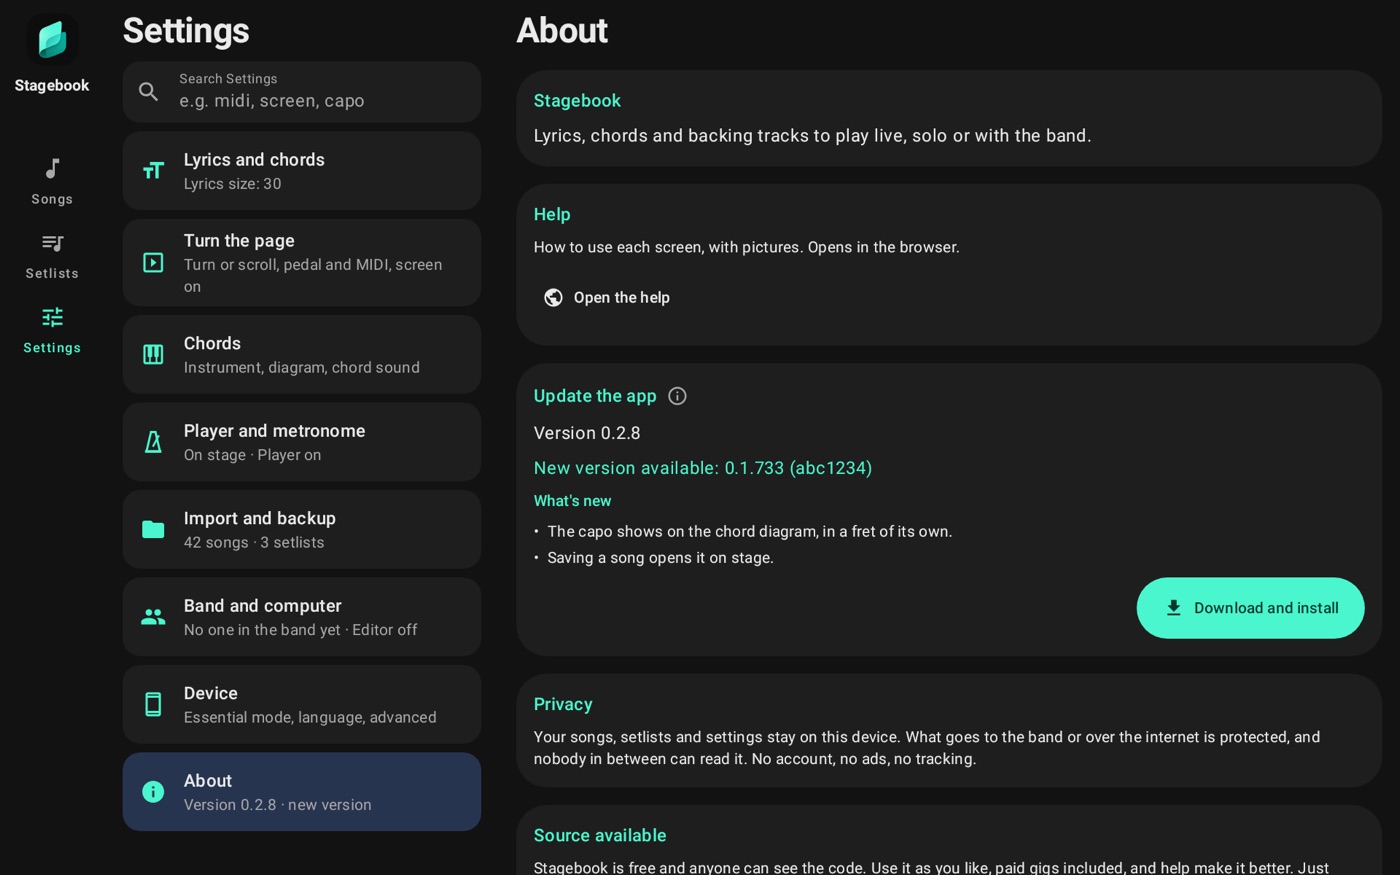 Stagebook
Songs
Setlists
Settings
Settings
Search Settings
e.g. midi, screen, capo
Lyrics and chords
Lyrics size: 30
Turn the page
Turn or scroll, pedal and MIDI, screen
on
Chords
Instrument, diagram, chord sound
Player and metronome
On stage · Player on
Import and backup
42 songs · 3 setlists
Band and computer
No one in the band yet · Editor off
Device
Essential mode, language, advanced
About
Version 0.2.8 · new version
About
Stagebook
Lyrics, chords and backing tracks to play live, solo or with the band.
Help
How to use each screen, with pictures. Opens in the browser.
Open the help
Update the app
Version 0.2.8
New version available: 0.1.733 (abc1234)
What's new
• The capo shows on the chord diagram, in a fret of its own.
• Saving a song opens it on stage.
Download and install
Privacy
Your songs, setlists and settings stay on this device. What goes to the band or over the internet is protected, and
nobody in between can read it. No account, no ads, no tracking.
Source available
Stagebook is free and anyone can see the code. Use it as you like, paid gigs included, and help make it better. Just